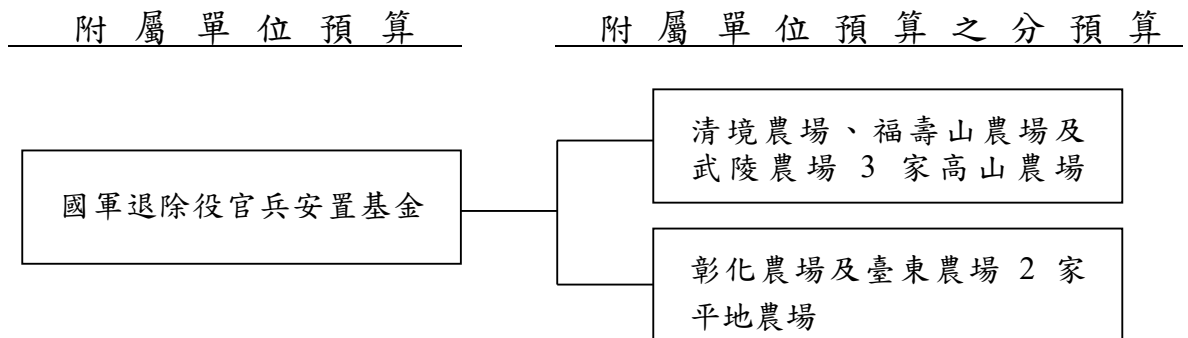 附屬單位預算
附屬單位預算之分預算
清境農場、福壽山農場及
武陵農場 3 家高山農場
國軍退除役官兵安置基金
彰化農場及臺東農場 2 家
平地農場